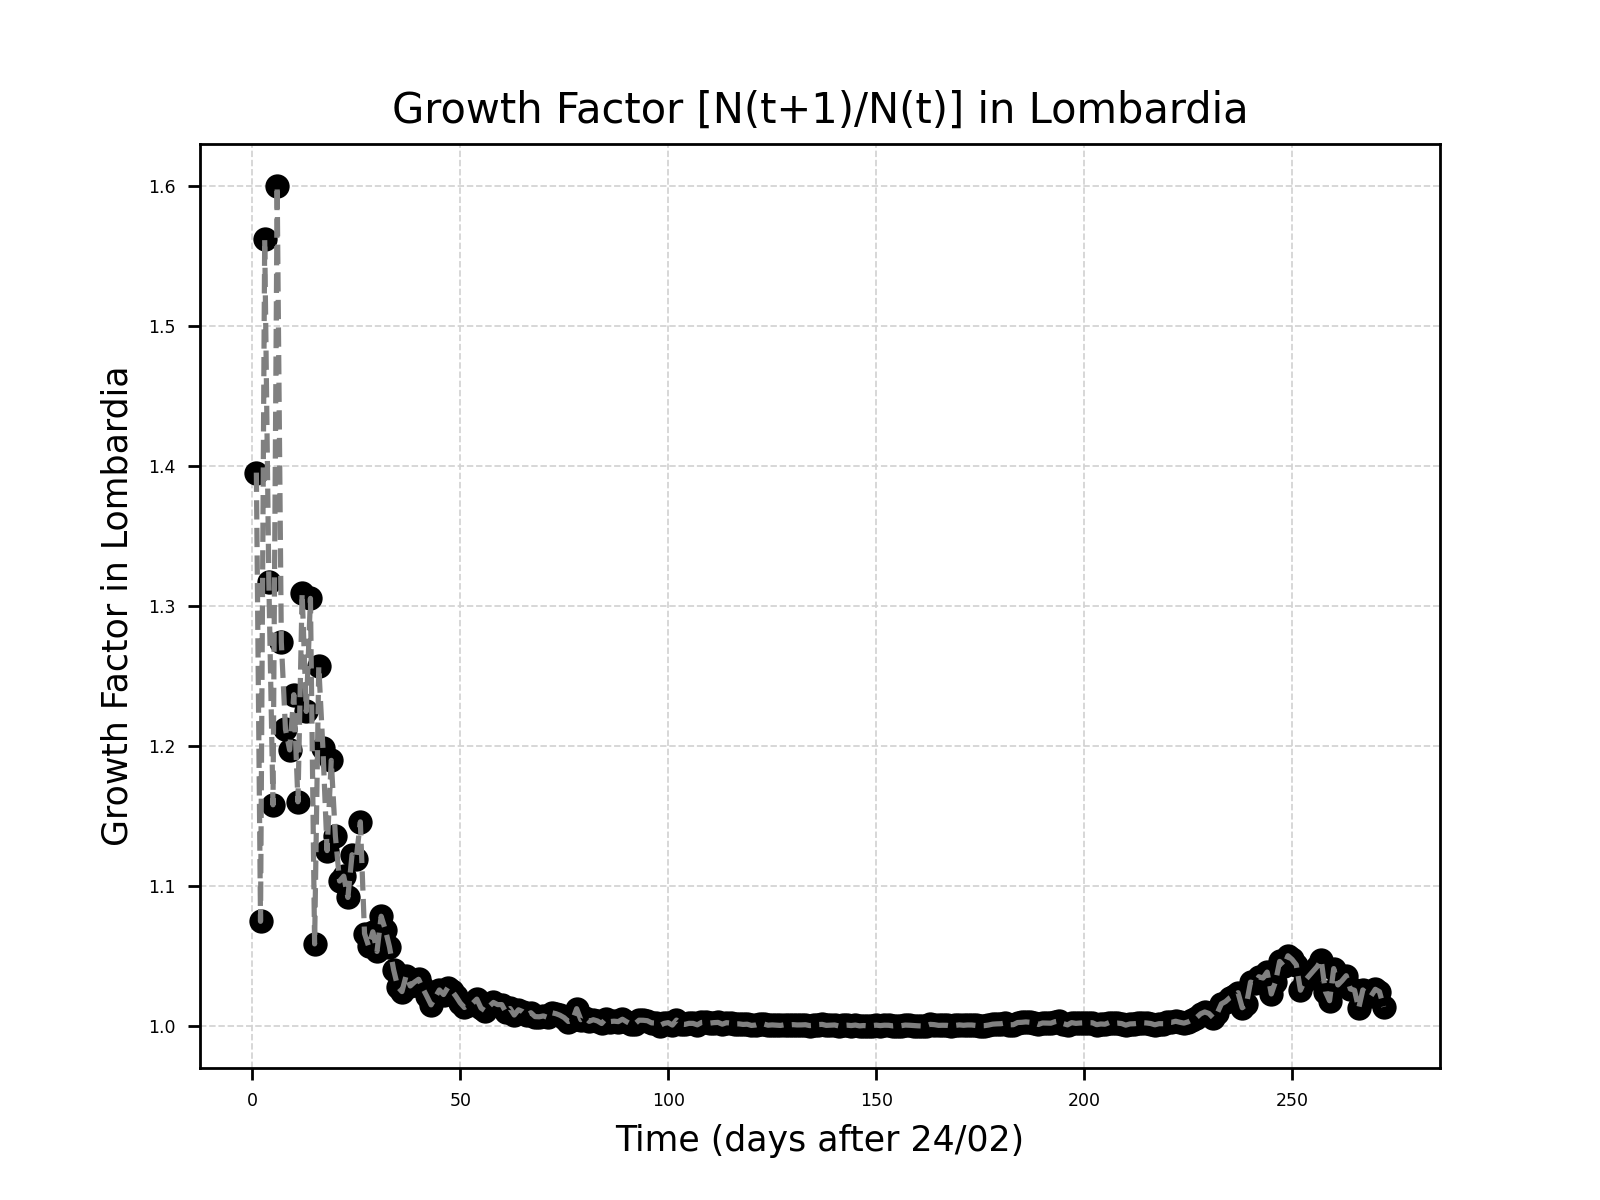 Growth Factor [N(t+1)/N(t)] in Lombardia
Growth Factor in Lombardia
1.6
1.5
1.4
1.3
1.2
1.1
1.0
0 50 100 150 200 250
Time (days after 24/02)